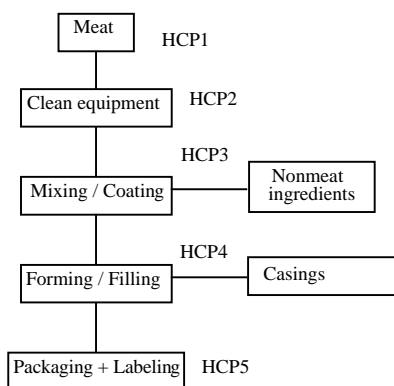 Meat
HCP1
Clean equipment
HCP2
HCP3
Mixing / Coating
Nonmeat
ingredients
HCP4
Forming / Filling
Casings
Packaging + Labeling
HCP5